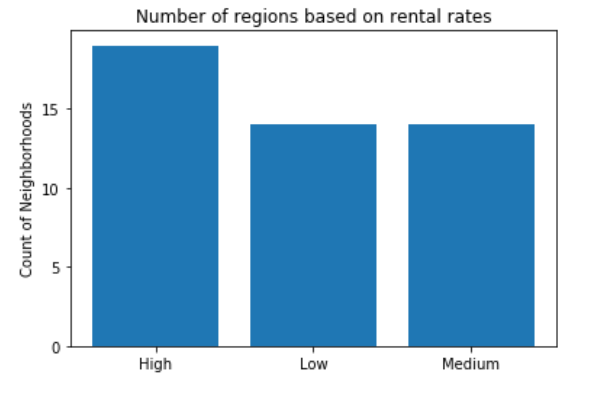 Number of regions based on rental rates
Count of Neighborhoods
15
10
5
0
High
Low
Medium